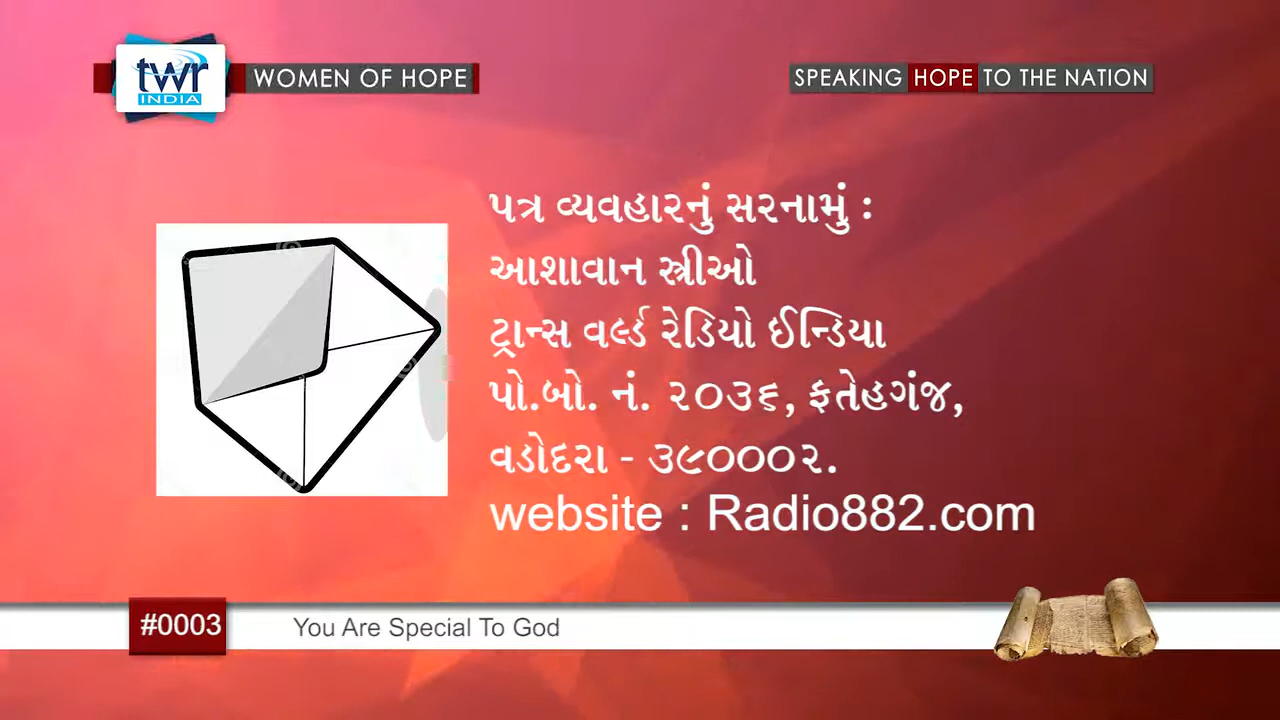 twr
INDIA
WOMEN OF HOPE
SPEAKING HOPE TO THE NATION
પત્ર વ્યવહારનું સરનામું :
આશાવાન સ્ત્રીઓ
ટ્રાન્સ વર્લ્ડ રેડિયો ઈન્ડિયા
પો.બો. નં. ૨૦૩૬, ફતેહગંજ,
વડોદરા - ૩૯૦૦૦૨.
website : Radio882.com
#0003
You Are Special To God